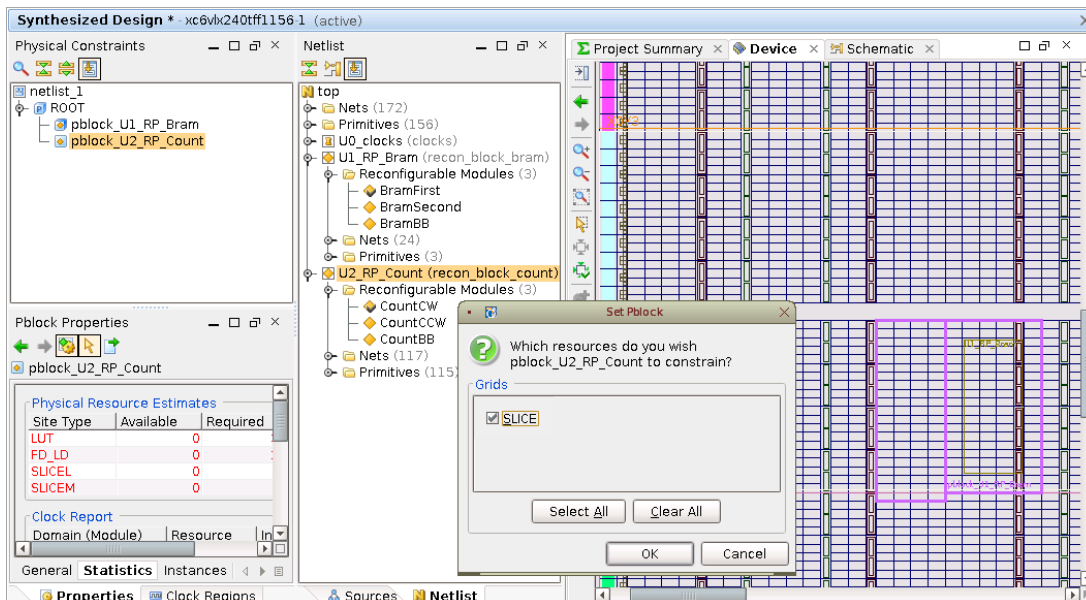 Synthesized Design * - xc6vlx240tff1156-1 (active)
Physical Constraints
netlist_1
ROOT
pblock_U1_RP_Bram
pblock_U2_RP_Count
Pblock Properties
pblock_U2_RP_Count
Physical Resource Estimates
Site Type Available Required
LUT 0
FD_LD 0
SLICEL 0
SLICEM 0
Clock Report
Domain (Module) Resource In
General Statistics Instances
Properties Clock Regions
Netlist
top
Nets (172)
Primitives (156)
U0_clocks (clocks)
U1_RP_Bram (recon_block_bram)
Reconfigurable Modules (3)
BramFirst
BramSecond
BramBB
Nets (24)
Primitives (3)
U2_RP_Count (recon_block_count)
Reconfigurable Modules (3)
CountCW
CountCCW
CountBB
Nets (117)
Primitives (115)
Sources Netlist
Project Summary Device Schematic
U1_RP_Bram
pblock_U1_RP_Bram
Set Pblock
Which resources do you wish
pblock_U2_RP_Count to constrain?
Grids
SLICE
Select All Clear All
OK Cancel